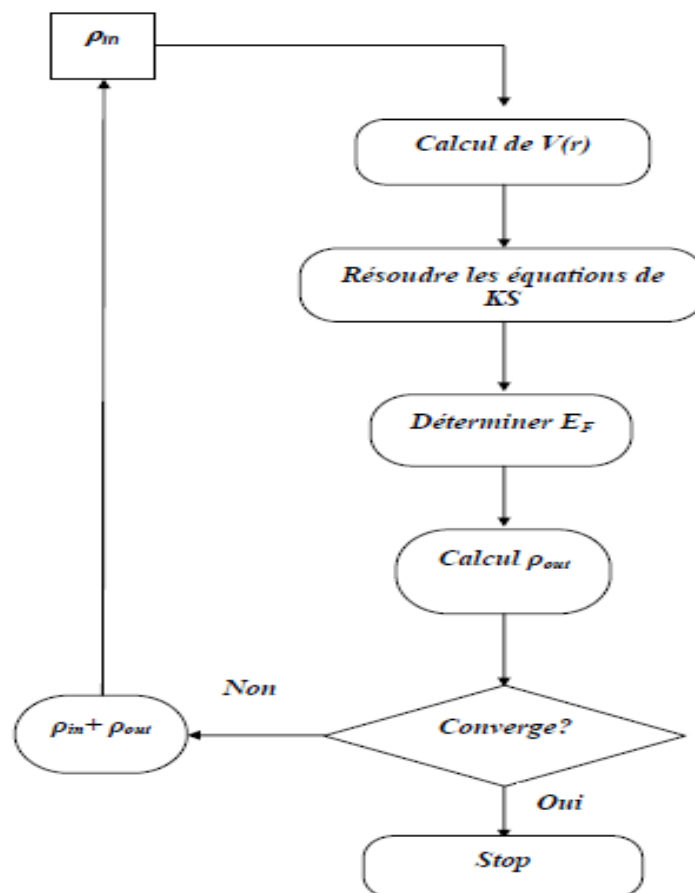 ρin
Calcul de V(r)
Résoudre les équations de
KS
Déterminer EF
Calcul ρout
Non
ρin+ ρout
Converge?
Oui
Stop